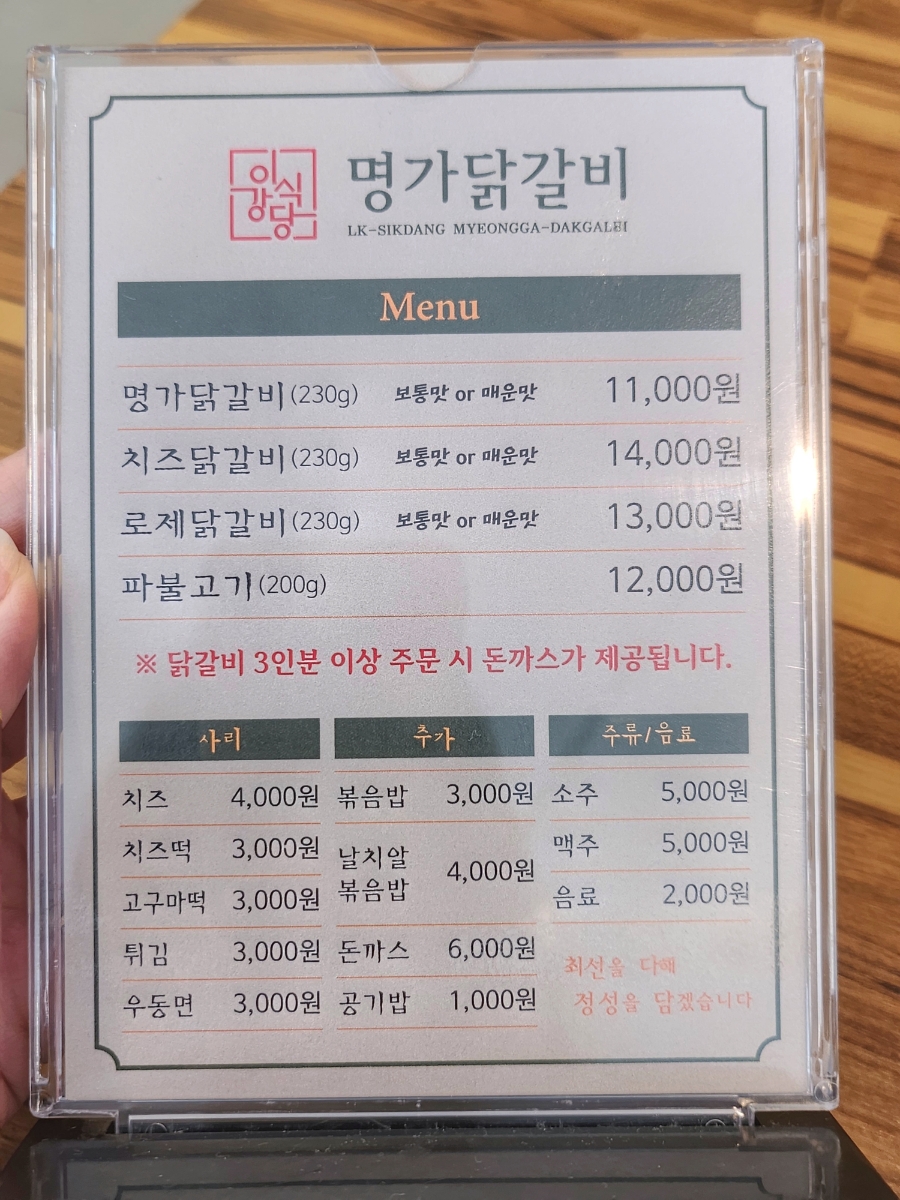 이강식당
명가닭갈비
LK-SIKDANG MYEONGGA-DAKGALBI
Menu
명가닭갈비(230g) 보통맛 or 매운맛 11,000원
치즈닭갈비(230g) 보통맛 or 매운맛 14,000원
로제닭갈비(230g) 보통맛 or 매운맛 13,000원
파불고기(200g) 12,000원
※ 닭갈비 3인분 이상 주문 시 돈까스가 제공됩니다.
사리
치즈 4,000원
치즈떡 3,000원
고구마떡 3,000원
튀김 3,000원
우동면 3,000원
추가
볶음밥 3,000원
날치알
볶음밥 4,000원
돈까스 6,000원
공기밥 1,000원
주류/음료
소주 5,000원
맥주 5,000원
음료 2,000원
최선을 다해
정성을 담겠습니다